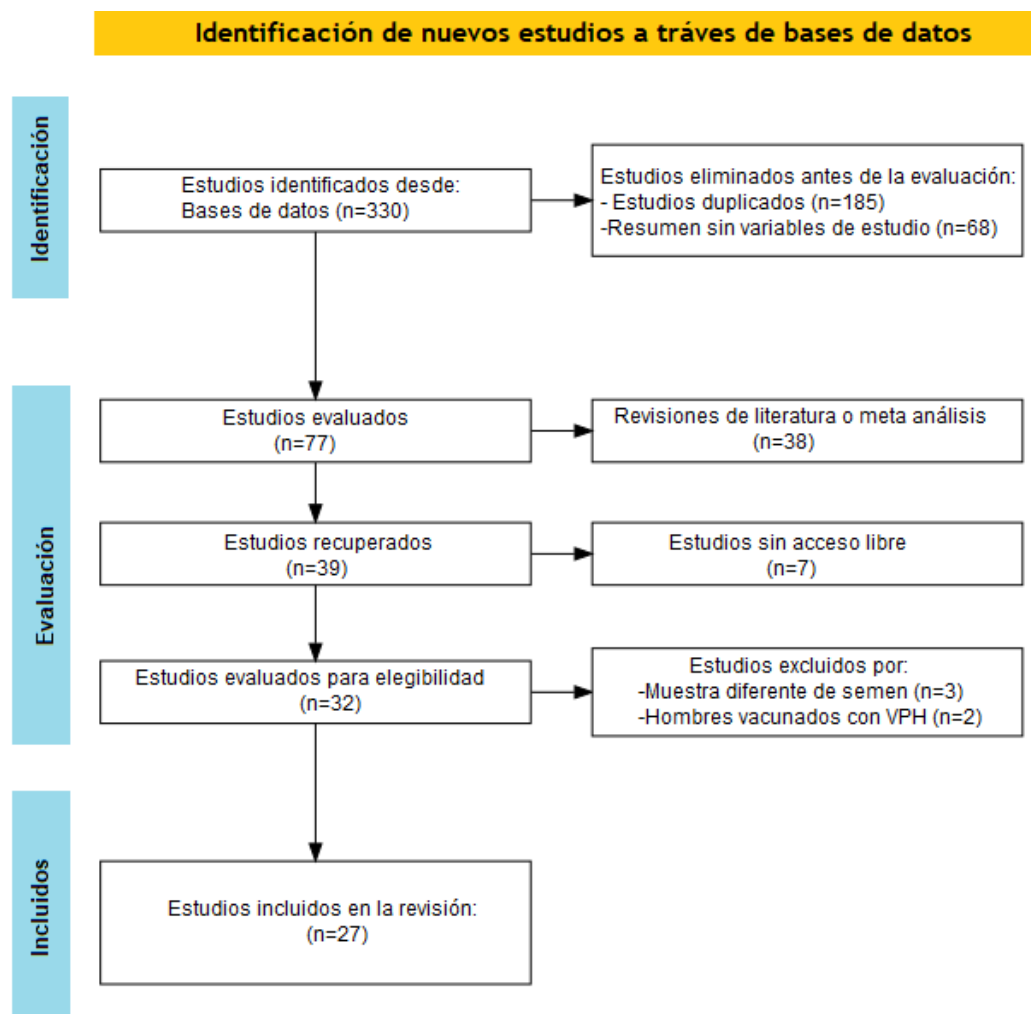 Identificación de nuevos estudios a tráves de bases de datos
Identificación
Estudios identificados desde:
Bases de datos (n=330)
Estudios eliminados antes de la evaluación:
- Estudios duplicados (n=185)
-Resumen sin variables de estudio (n=68)
Evaluación
Estudios evaluados
(n=77)
Revisiones de literatura o meta análisis
(n=38)
Estudios recuperados
(n=39)
Estudios sin acceso libre
(n=7)
Estudios evaluados para elegibilidad
(n=32)
Estudios excluidos por:
-Muestra diferente de semen (n=3)
-Hombres vacunados con VPH (n=2)
Incluidos
Estudios incluidos en la revisión:
(n=27)